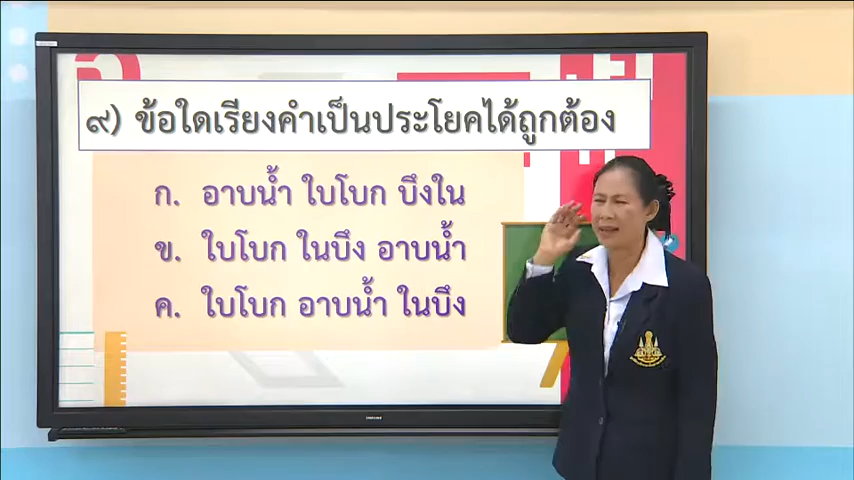 ๙) ข้อใดเรียงคำเป็นประโยคได้ถูกต้อง
ก. อาบน้ำ ใบโบก บึงใน
ข. ใบโบก ในบึง อาบน้ำ
ค. ใบโบก อาบน้ำ ในบึง
SAMSUNG